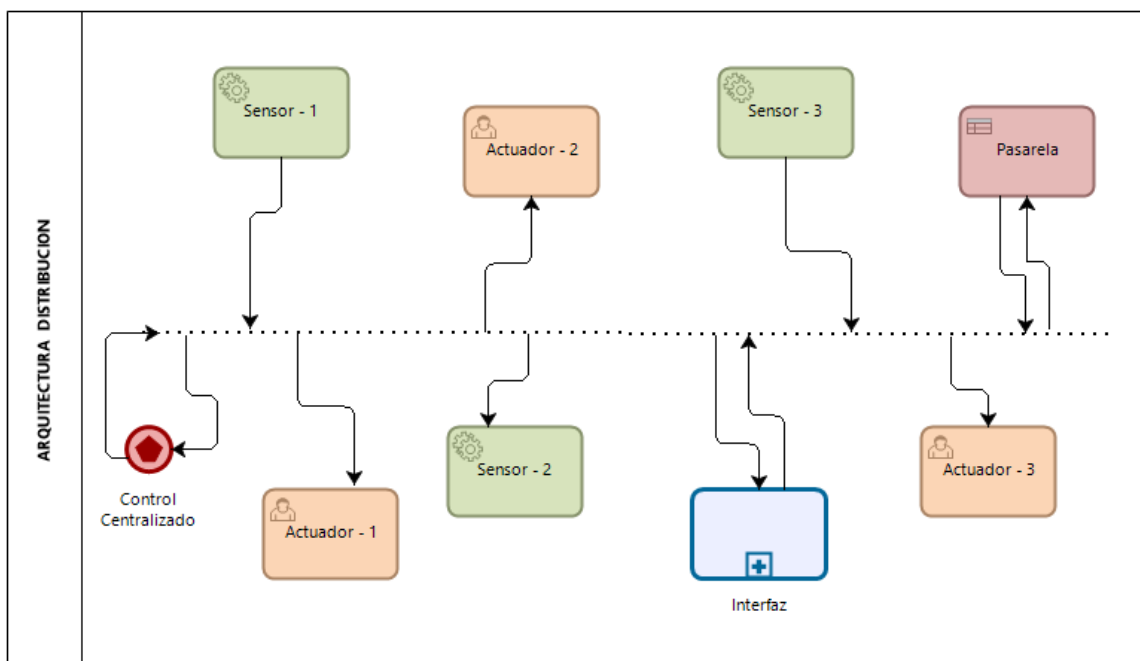 ARQUITECTURA DISTRIBUCION
Sensor - 1
Actuador - 2
Sensor - 3
Pasarela
Control
Centralizado
Actuador - 1
Sensor - 2
Interfaz
Actuador - 3